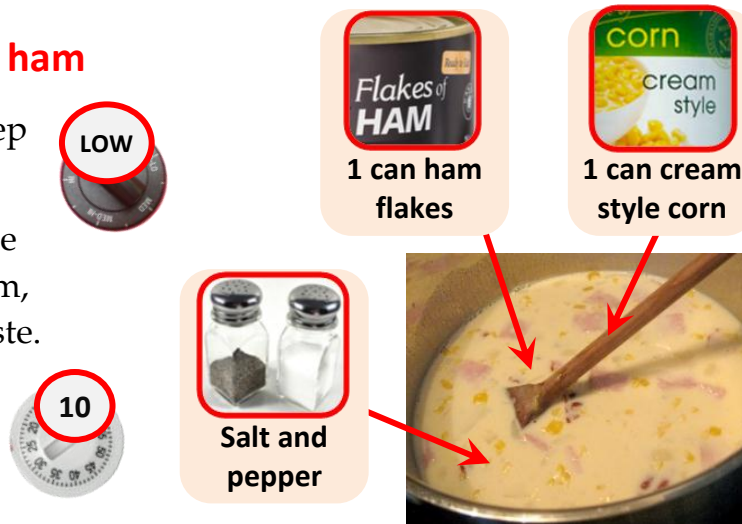 ham
ep
LOW
e
m,
ste.
10
corn
cream
style
Flakes of
HAM
1 can ham
flakes
1 can cream
style corn
Salt and
pepper